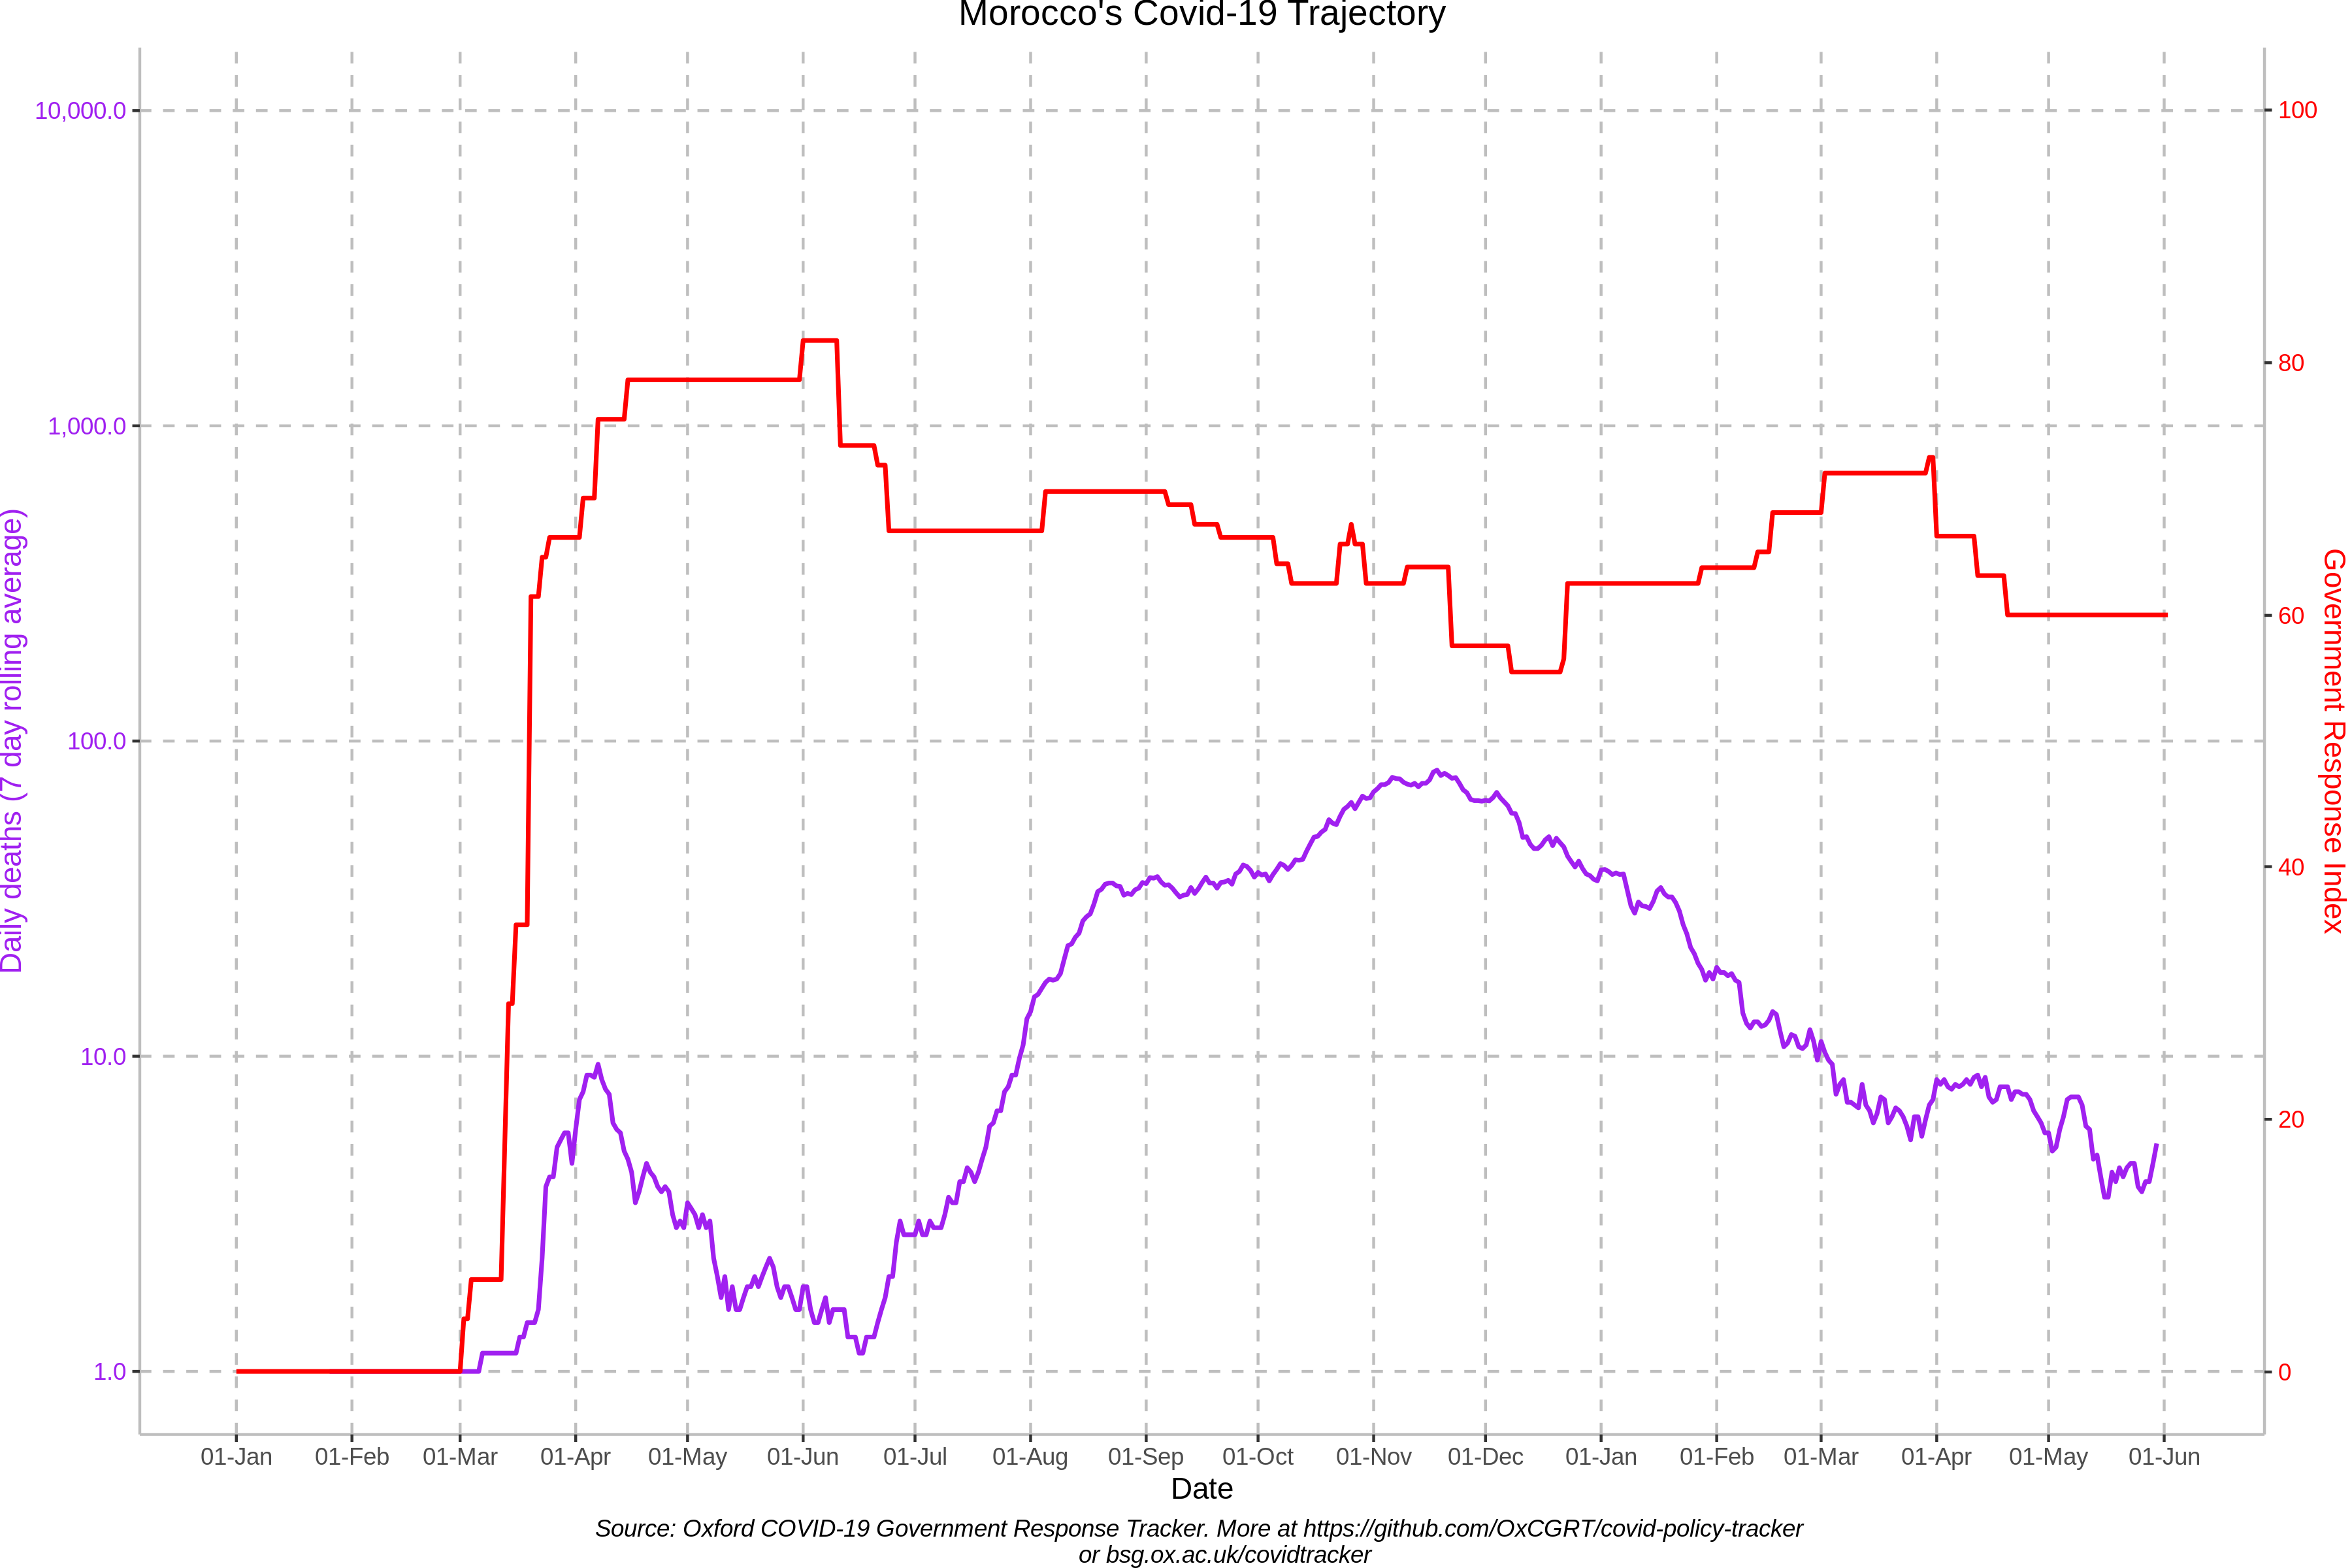 Morocco's Covid-19 Trajectory
10,000.0
1,000.0
100.0
10.0
1.0
Daily deaths (7 day rolling average)
100
80
60
40
20
0
Government Response Index
01-Jan 01-Feb 01-Mar 01-Apr 01-May 01-Jun 01-Jul 01-Aug 01-Sep 01-Oct 01-Nov 01-Dec 01-Jan 01-Feb 01-Mar 01-Apr 01-May 01-Jun
Date
Source: Oxford COVID-19 Government Response Tracker. More at https://github.com/OxCGRT/covid-policy-tracker
or bsg.ox.ac.uk/covidtracker